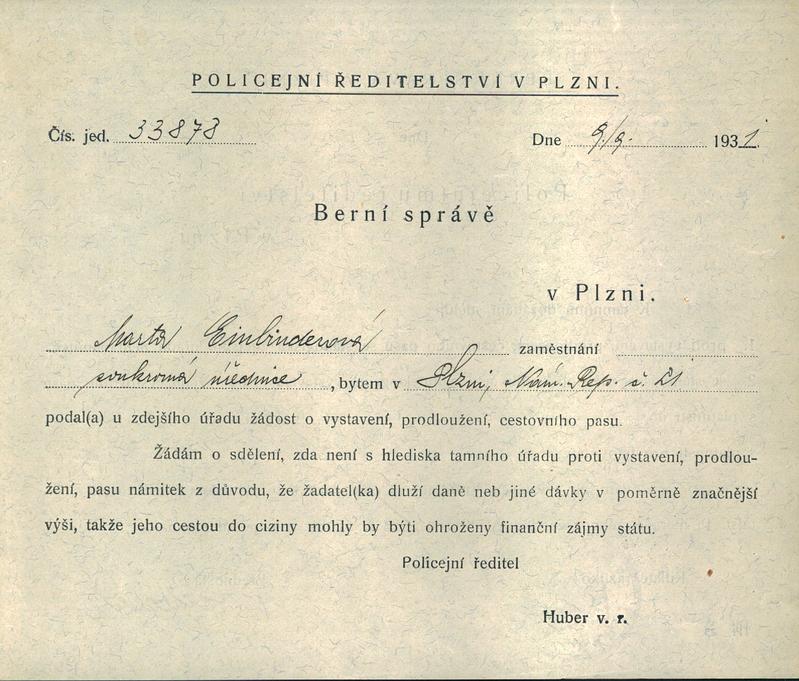 POLICEJNÍ ŘEDITELSTVÍ V PLZNI.
Čís. jed. 33873 Dne 9/9. 1931.
Berní správě
v Plzni.
Marta Einbinderová zaměstnání
soukromá úřednice, bytem v Plzni, Nám. Rep. č. 21
podal(a) u zdejšího úřadu žádost o vystavení, prodloužení, cestovního pasu.
Žádám o sdělení, zda není s hlediska tamního úřadu proti vystavení, prodlou-
žení, pasu námitek z důvodu, že žadatel(ka) dluží daně neb jiné dávky v poměrně značnější
výši, takže jeho cestou do ciziny mohly by býti ohroženy finanční zájmy státu.
Policejní ředitel
Huber v. r.